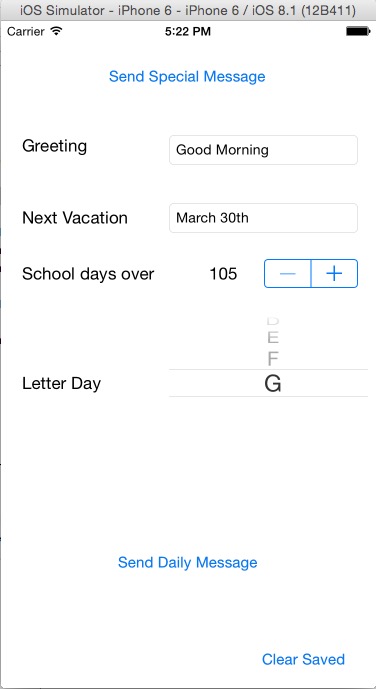 iOS Simulator - iPhone 6 - iPhone 6 / iOS 8.1 (12B411)
Carrier 5:22 PM
Send Special Message
Greeting Good Morning
Next Vacation March 30th
School days over 105 — +
D
E
F
Letter Day G
Send Daily Message
Clear Saved